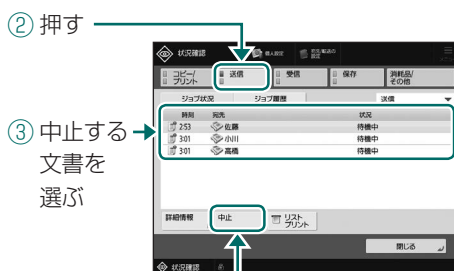 ② 押す
状況確認
個人設定
コピー/
プリント
送信
受信
保存
消耗品/
その他
ジョブ状況
ジョブ履歴
送信
時刻
宛先
状況
2:53
佐藤
待機中
3:01
小川
待機中
3:01
高橋
待機中
③ 中止する
文書を
選ぶ
詳細情報
中止
リスト
プリント
閉じる
状況確認